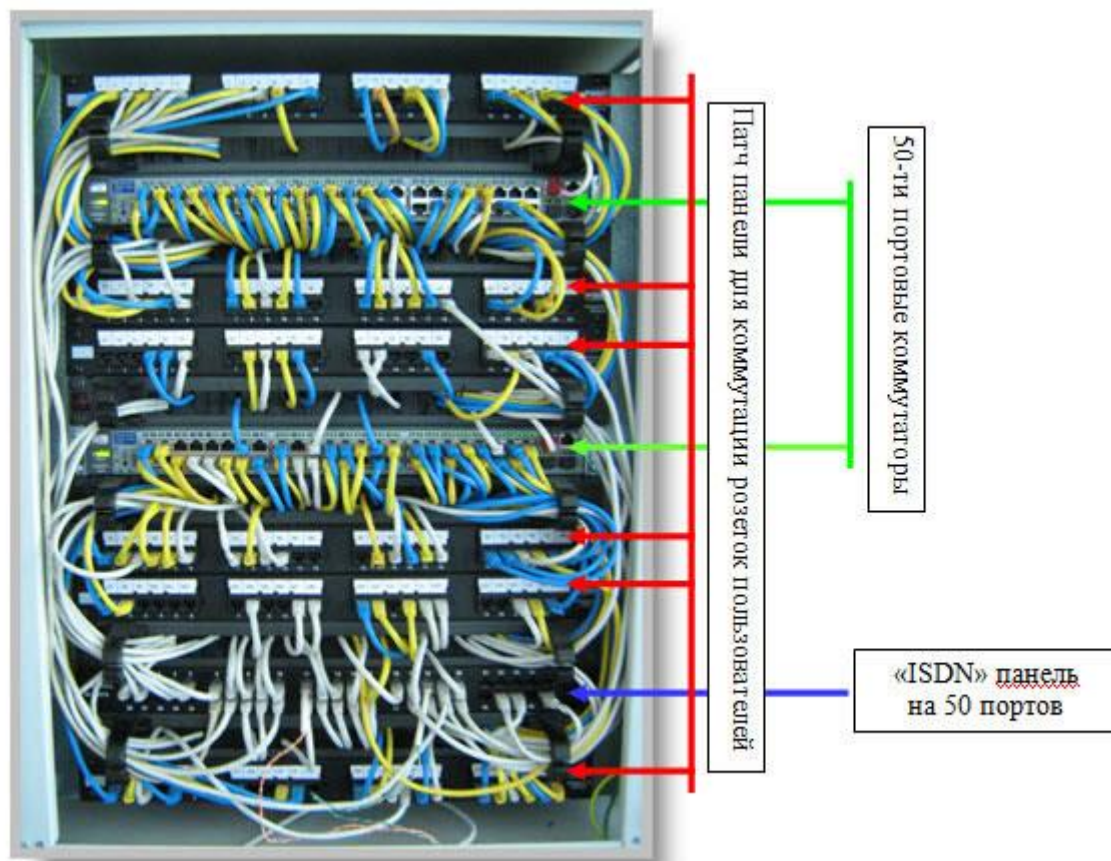 Патч панели для коммутации розеток пользователей
50-ти портовые коммутаторы
«ISDN» панель
на 50 портов